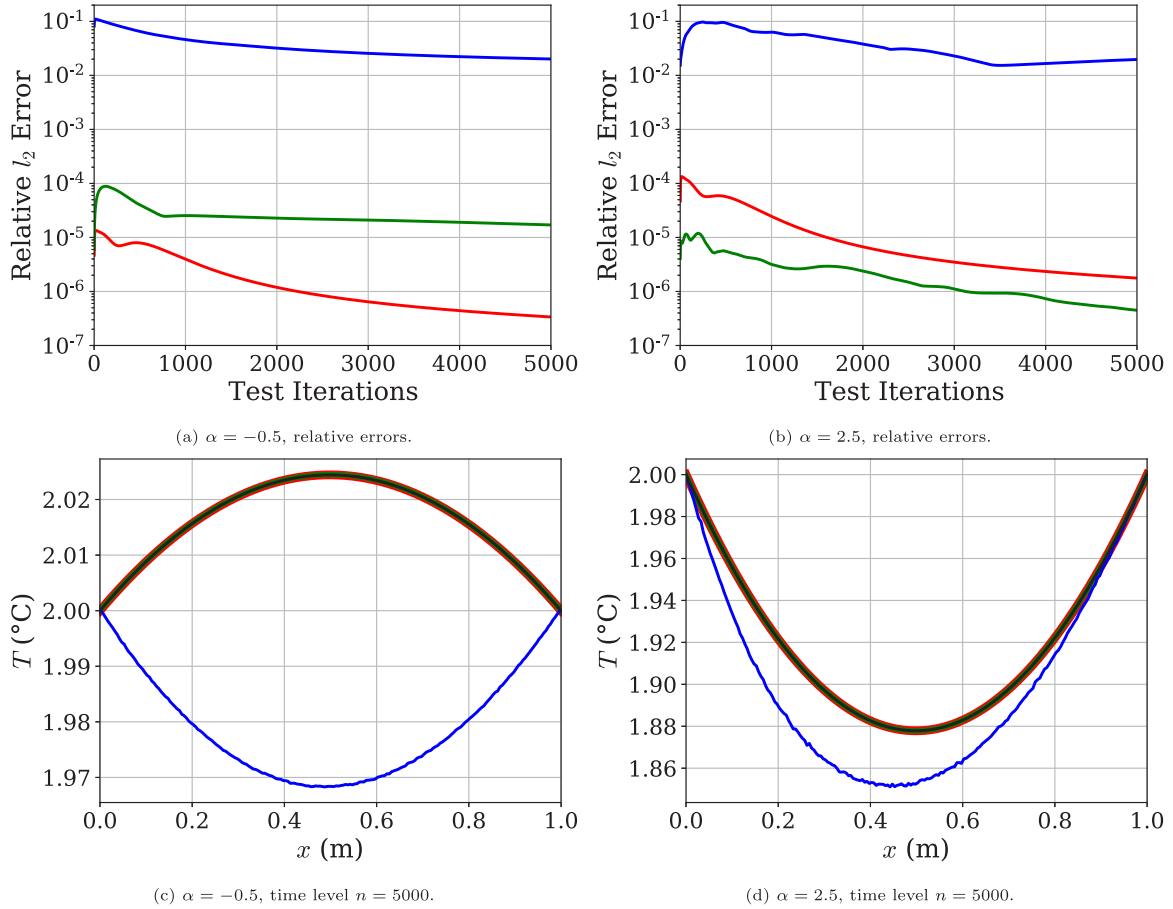 10⁻¹
10⁻²
10⁻³
10⁻⁴
10⁻⁵
10⁻⁶
10⁻⁷
Relative l₂ Error
0 1000 2000 3000 4000 5000
Test Iterations
(a) α = −0.5, relative errors.
10⁻¹
10⁻²
10⁻³
10⁻⁴
10⁻⁵
10⁻⁶
10⁻⁷
Relative l₂ Error
0 1000 2000 3000 4000 5000
Test Iterations
(b) α = 2.5, relative errors.
2.02
2.01
2.00
1.99
1.98
1.97
T (°C)
0.0 0.2 0.4 0.6 0.8 1.0
x (m)
(c) α = −0.5, time level n = 5000.
2.00
1.98
1.96
1.94
1.92
1.90
1.88
1.86
T (°C)
0.0 0.2 0.4 0.6 0.8 1.0
x (m)
(d) α = 2.5, time level n = 5000.